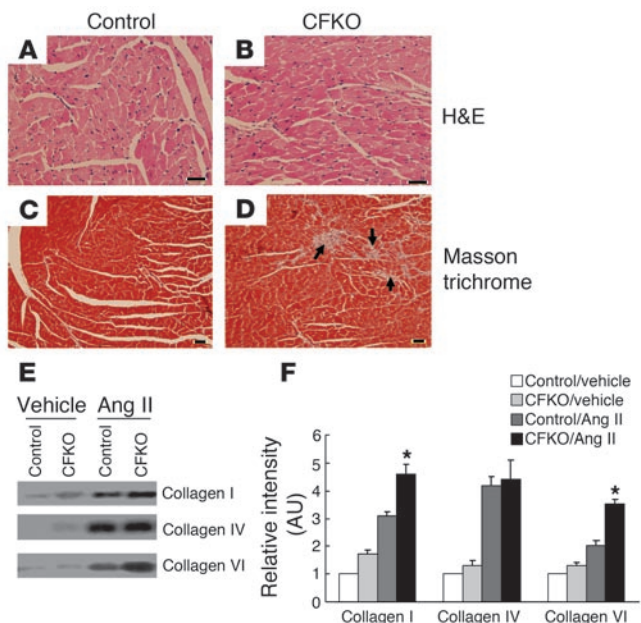 Control CFKO
A B
H&E
C D
Masson
trichrome
E F
Vehicle Ang II
Control CFKO Control CFKO
Collagen I
Collagen IV
Collagen VI
Control/vehicle
CFKO/vehicle
Control/Ang II
CFKO/Ang II
Relative intensity
(AU)
6
5
4
3
2
1
0
* *
Collagen I Collagen IV Collagen VI